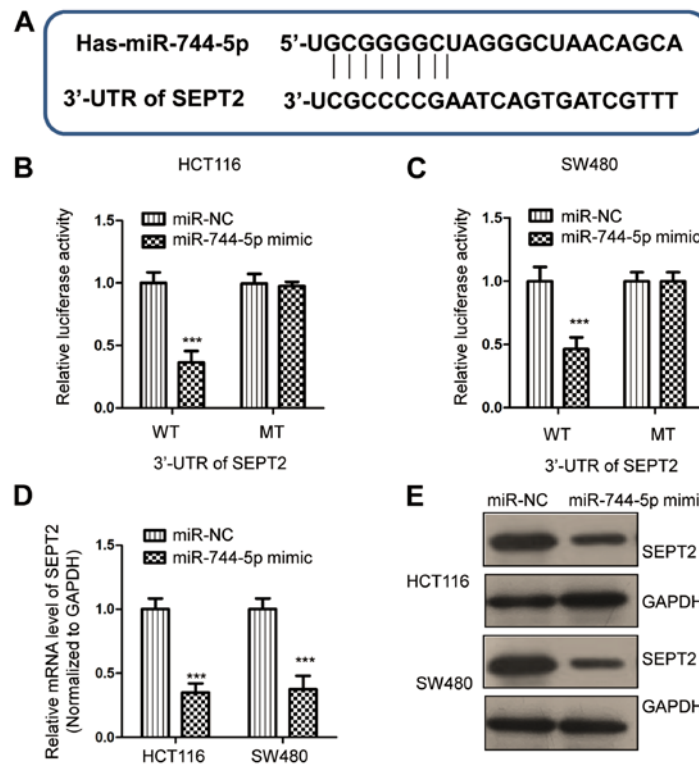 A
Has-miR-744-5p 5’-UGCGGGGCUAGGGCUAACAGCA
3’-UTR of SEPT2 3’-UCGCCCCGAATCAGTGATCGTTT
B
HCT116
miR-NC
miR-744-5p mimic
Relative luciferase activity
1.5
1.0
0.5
0.0
***
WT MT
3’-UTR of SEPT2
C
SW480
miR-NC
miR-744-5p mimic
Relative luciferase activity
1.5
1.0
0.5
0.0
***
WT MT
3’-UTR of SEPT2
D
miR-NC
miR-744-5p mimic
Relative mRNA level of SEPT2
(Normalized to GAPDH)
1.5
1.0
0.5
0.0
*** ***
HCT116 SW480
E
miR-NC miR-744-5p mimi
HCT116
SEPT2
GAPDH
SW480
SEPT2
GAPDH